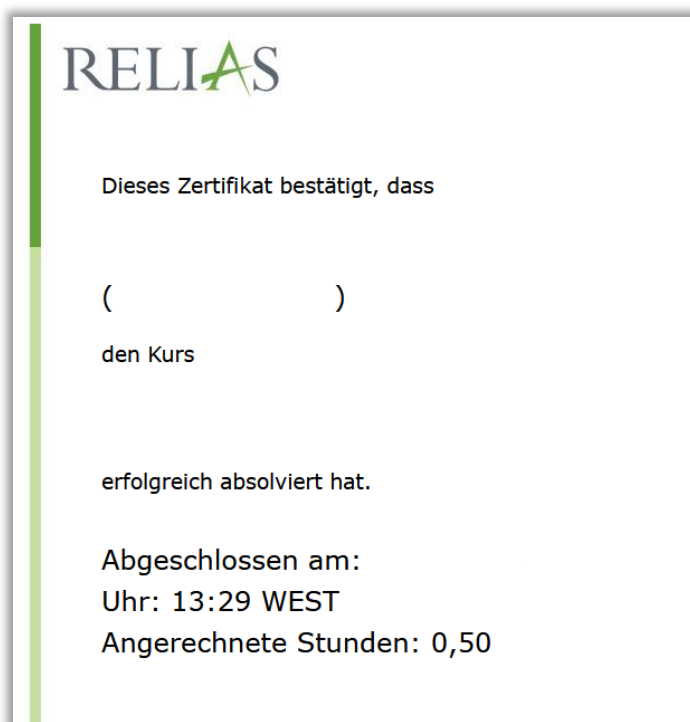 RELIAS
Dieses Zertifikat bestätigt, dass
( )
den Kurs
erfolgreich absolviert hat.
Abgeschlossen am:
Uhr: 13:29 WEST
Angerechnete Stunden: 0,50